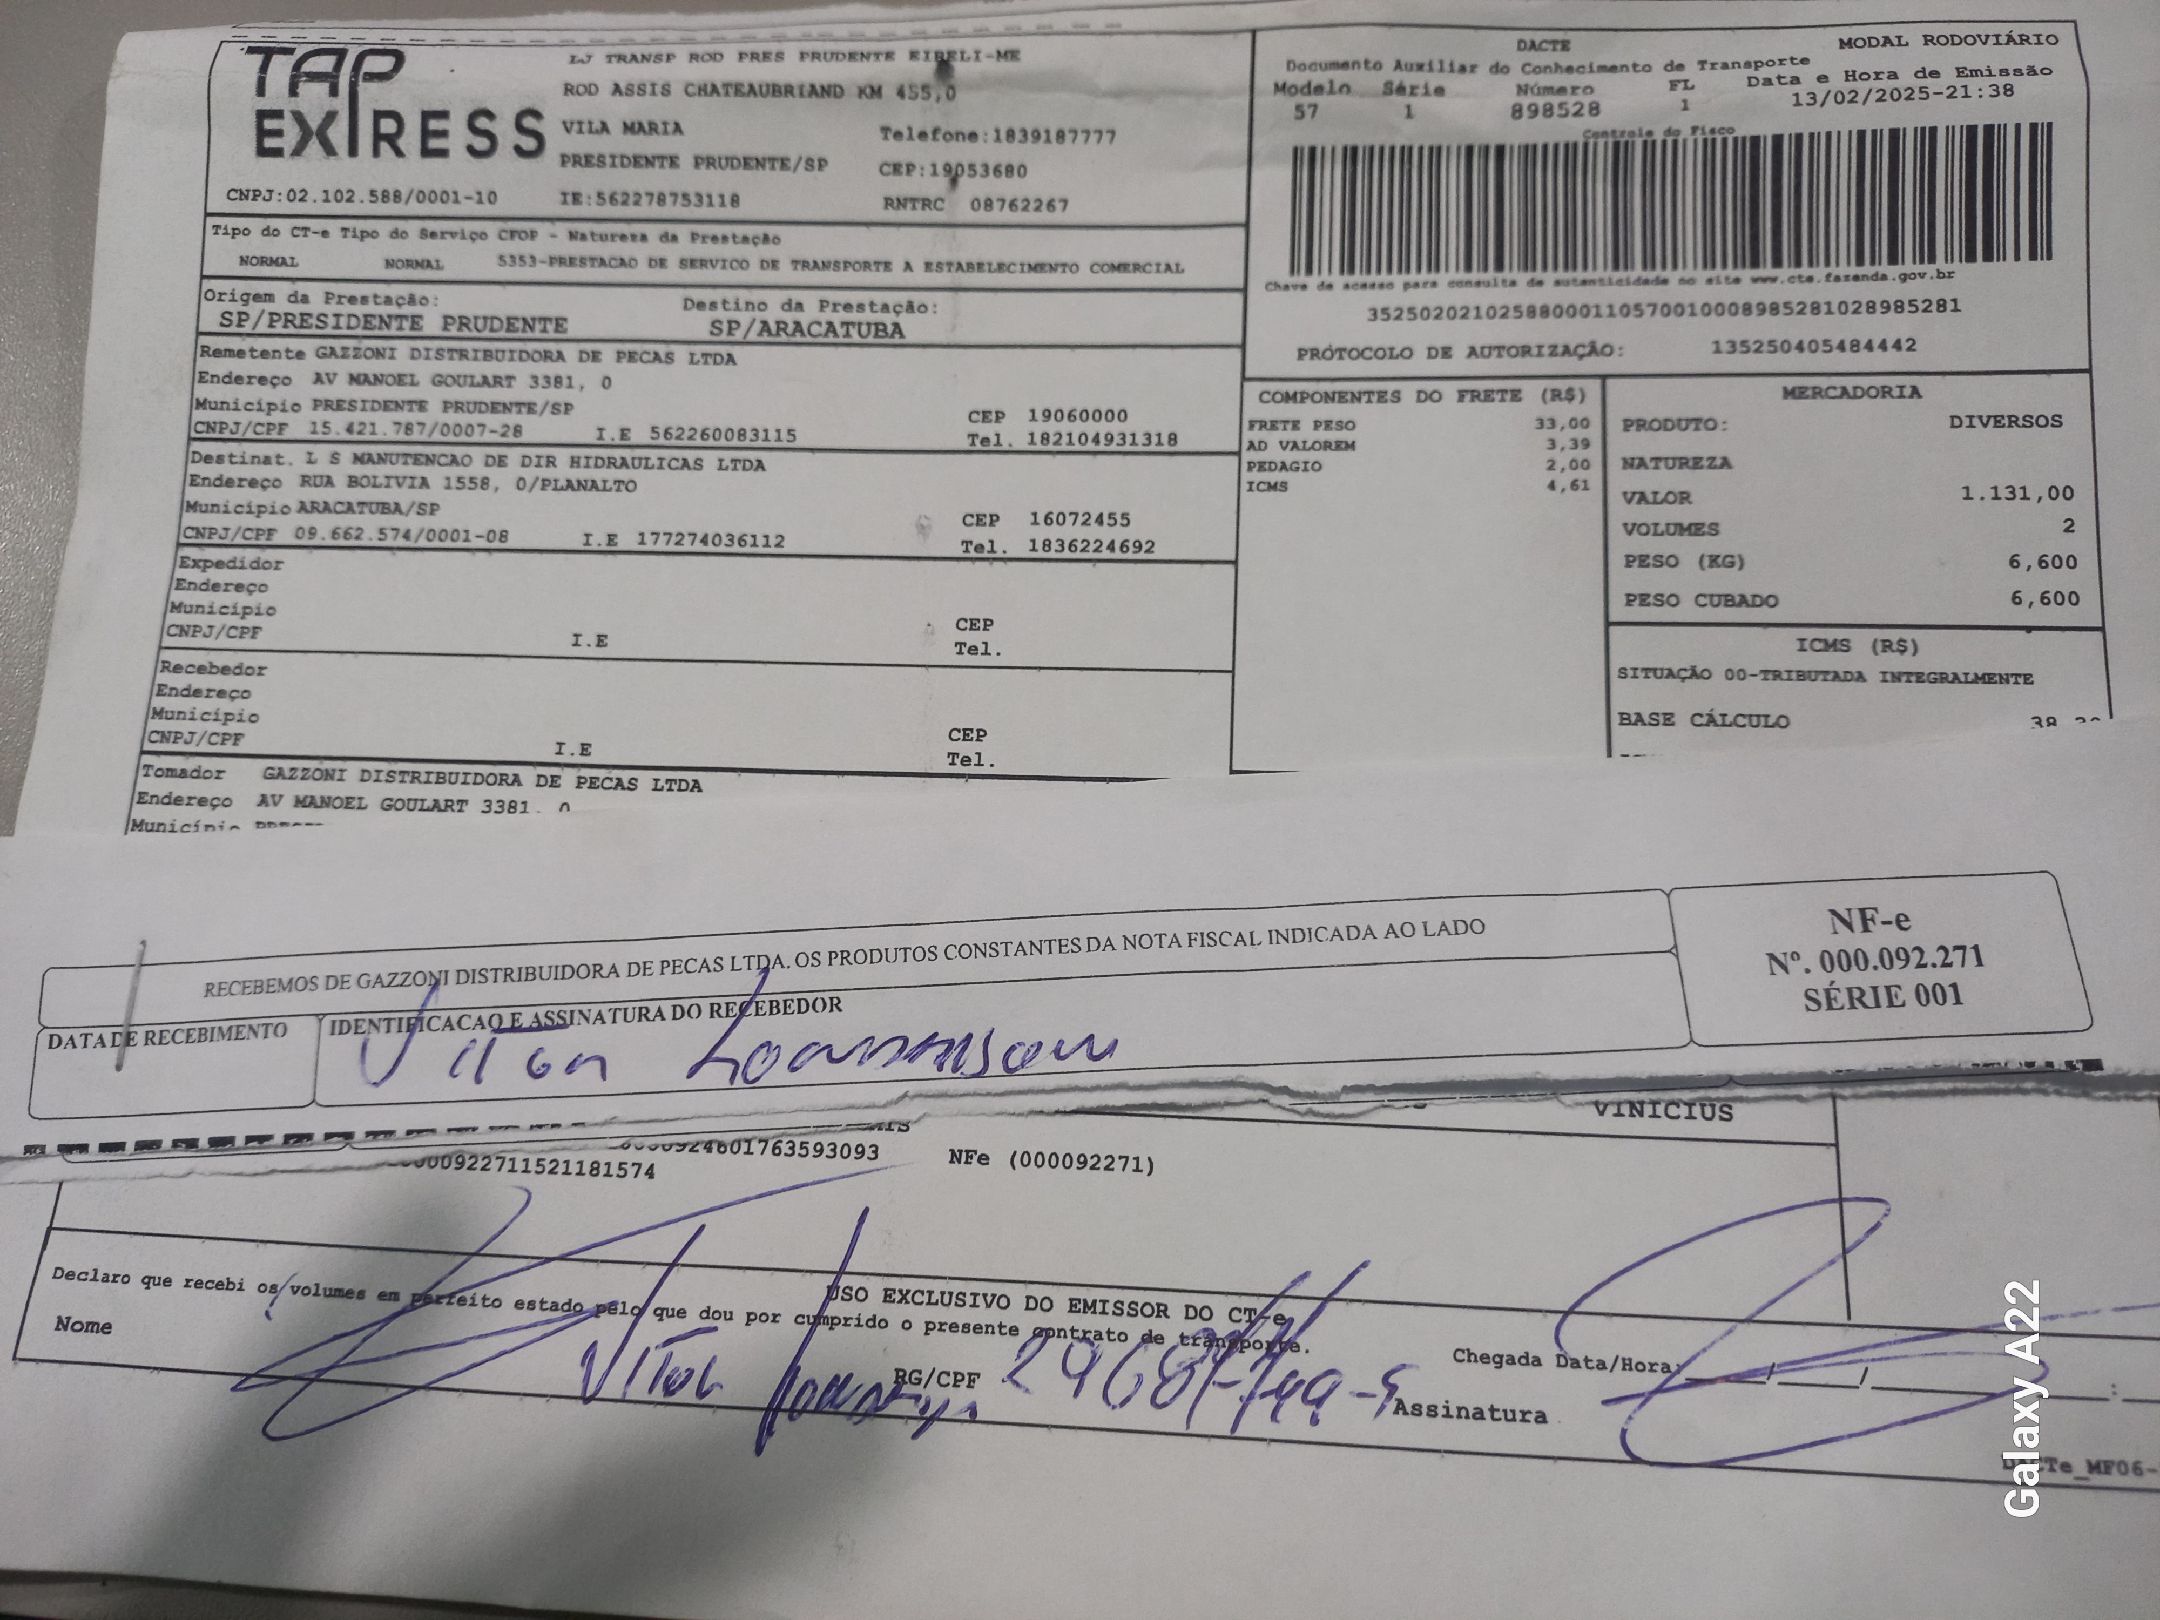 TAP EXPRESS
LJ TRANSP ROD PRES PRUDENTE EIRELI-ME
ROD ASSIS CHATEAUBRIAND KM 455,0
VILA MARIA Telefone:1839187777
PRESIDENTE PRUDENTE/SP CEP:19053680
CNPJ:02.102.588/0001-10 IE:562278753118 RNTRC 08762267
DACTE MODAL RODOVIÁRIO
Documento Auxiliar do Conhecimento de Transporte
Modelo Série Número FL Data e Hora de Emissão
57 1 898528 1 13/02/2025-21:38
Controle do Fisco
Chave de acesso para consulta de autenticidade no site www.cte.fazenda.gov.br
35250202102588000110570010008985281028985281
PRÓTOCOLO DE AUTORIZAÇÃO: 135250405484442
Tipo do CT-e Tipo do Serviço CFOP - Natureza da Prestação
NORMAL NORMAL 5353-PRESTACAO DE SERVICO DE TRANSPORTE A ESTABELECIMENTO COMERCIAL
Origem da Prestação: Destino da Prestação:
SP/PRESIDENTE PRUDENTE SP/ARACATUBA
Remetente GAZZONI DISTRIBUIDORA DE PECAS LTDA
Endereço AV MANOEL GOULART 3381, 0
Município PRESIDENTE PRUDENTE/SP CEP 19060000
CNPJ/CPF 15.421.787/0007-28 I.E 562260083115 Tel. 182104931318
Destinat. L S MANUTENCAO DE DIR HIDRAULICAS LTDA
Endereço RUA BOLIVIA 1558, 0/PLANALTO
Município ARACATUBA/SP CEP 16072455
CNPJ/CPF 09.662.574/0001-08 I.E 177274036112 Tel. 1836224692
Expedidor
Endereço
Município CEP
CNPJ/CPF I.E Tel.
Recebedor
Endereço
Município CEP
CNPJ/CPF I.E Tel.
Tomador GAZZONI DISTRIBUIDORA DE PECAS LTDA
Endereço AV MANOEL GOULART 3381, 0
Município
COMPONENTES DO FRETE (R$)
FRETE PESO 33,00
AD VALOREM 3,39
PEDAGIO 2,00
ICMS 4,61
MERCADORIA
PRODUTO: DIVERSOS
NATUREZA
VALOR 1.131,00
VOLUMES 2
PESO (KG) 6,600
PESO CUBADO 6,600
ICMS (R$)
SITUAÇÃO 00-TRIBUTADA INTEGRALMENTE
BASE CÁLCULO
RECEBEMOS DE GAZZONI DISTRIBUIDORA DE PECAS LTDA. OS PRODUTOS CONSTANTES DA NOTA FISCAL INDICADA AO LADO
DATA DE RECEBIMENTO IDENTIFICACAO E ASSINATURA DO RECEBEDOR
Vitor
NF-e
Nº. 000.092.271
SÉRIE 001
VINICIUS
0924601763593093 NFe (000092271)
000922711521181574
USO EXCLUSIVO DO EMISSOR DO CT-e
Declaro que recebi os volumes em perfeito estado pelo que dou por cumprido o presente contrato de transporte.
Nome Vitor RG/CPF Chegada Data/Hora: / / :
Assinatura
Galaxy A22